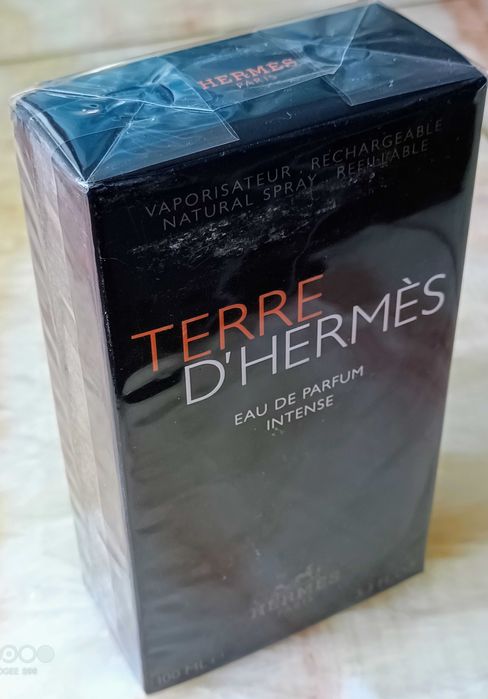 HERMÈS
PARIS
VAPORISATEUR . RECHARGEABLE
NATURAL SPRAY . REFILLABLE
TERRE
D'HERMÈS
EAU DE PARFUM
INTENSE
HERMÈS
100 ML